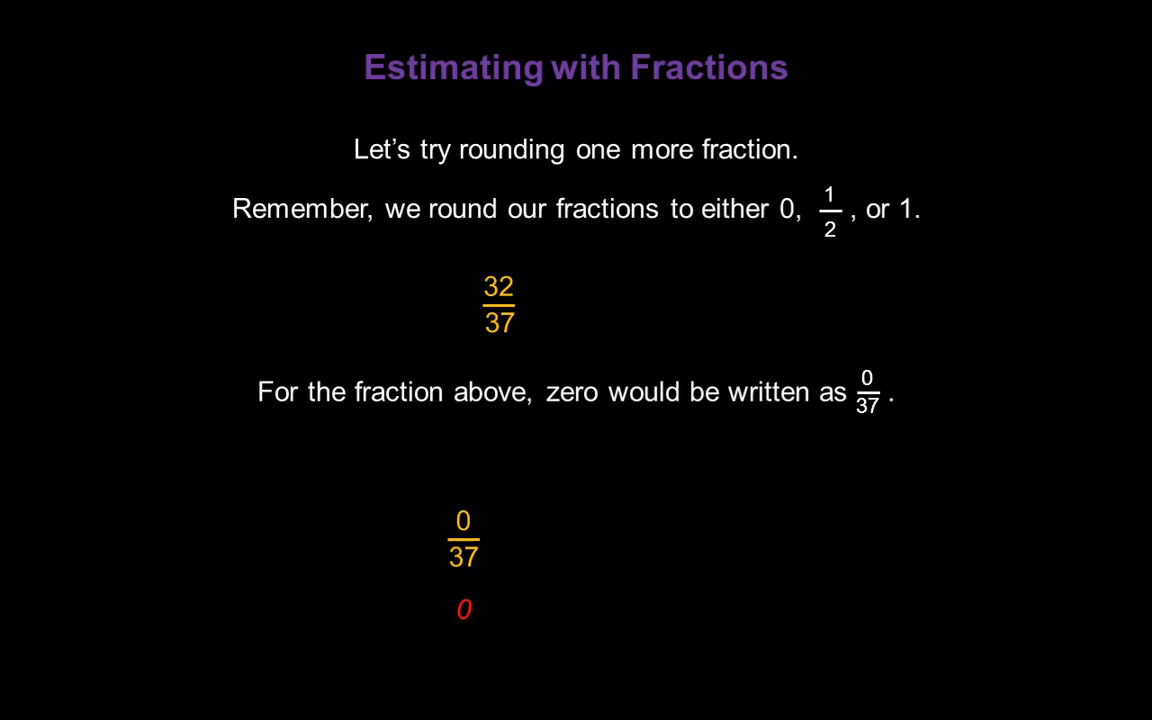 Estimating with Fractions
Let’s try rounding one more fraction.
Remember, we round our fractions to either 0, 1/2 , or 1.
32/37
For the fraction above, zero would be written as 0/37 .
0/37
0